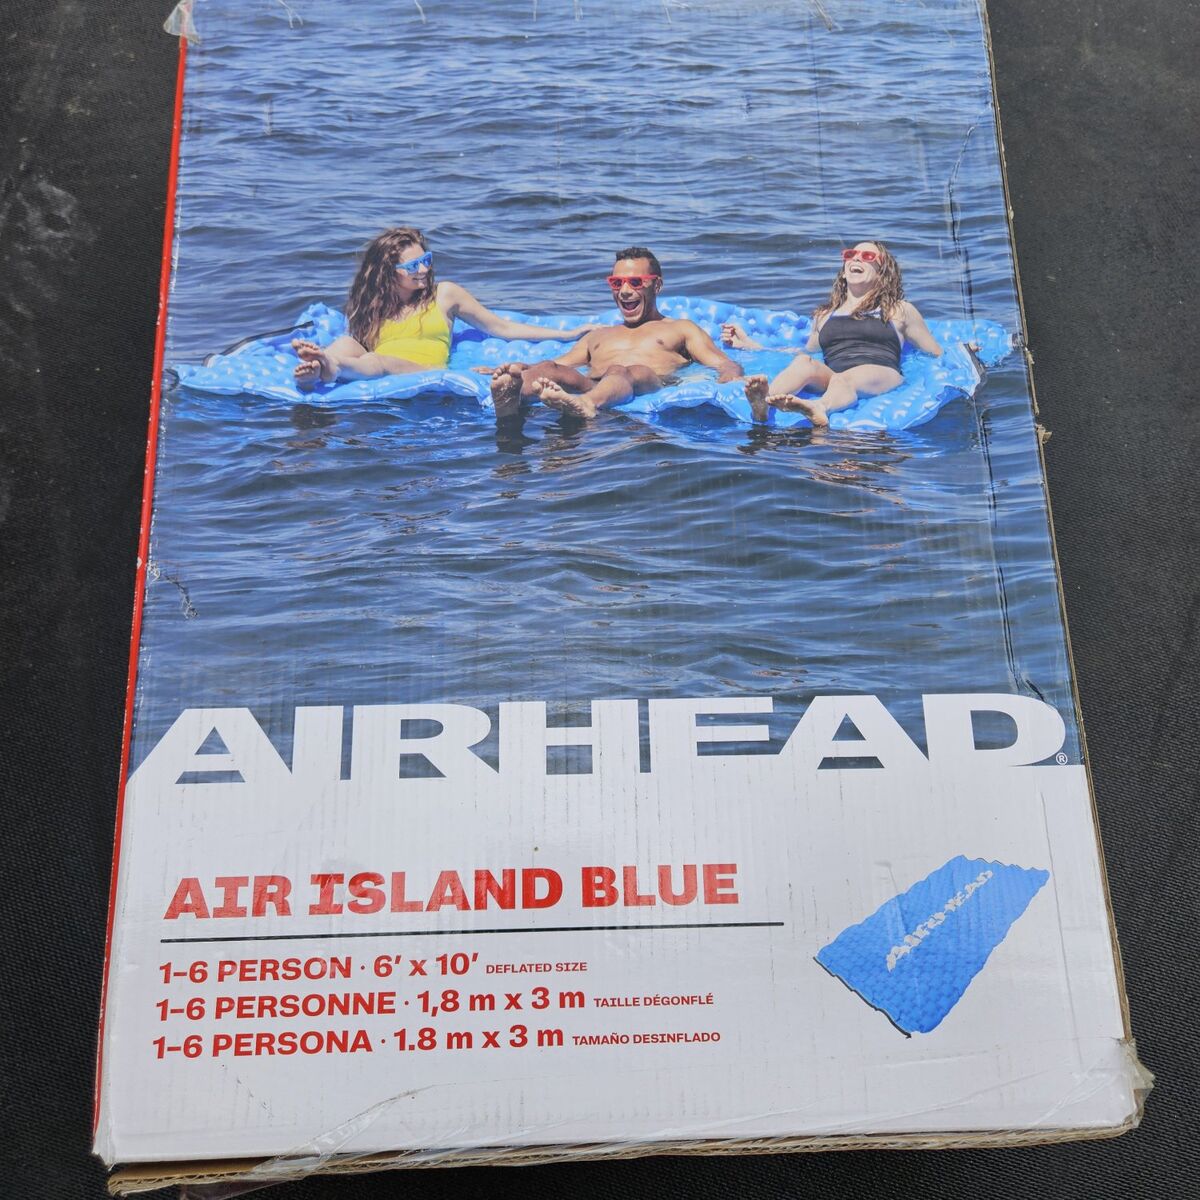 AIRHEAD®
AIR ISLAND BLUE
1-6 PERSON · 6' x 10' DEFLATED SIZE
1-6 PERSONNE · 1,8 m x 3 m TAILLE DÉGONFLÉ
1-6 PERSONA · 1.8 m x 3 m TAMAÑO DESINFLADO
AIRHEAD